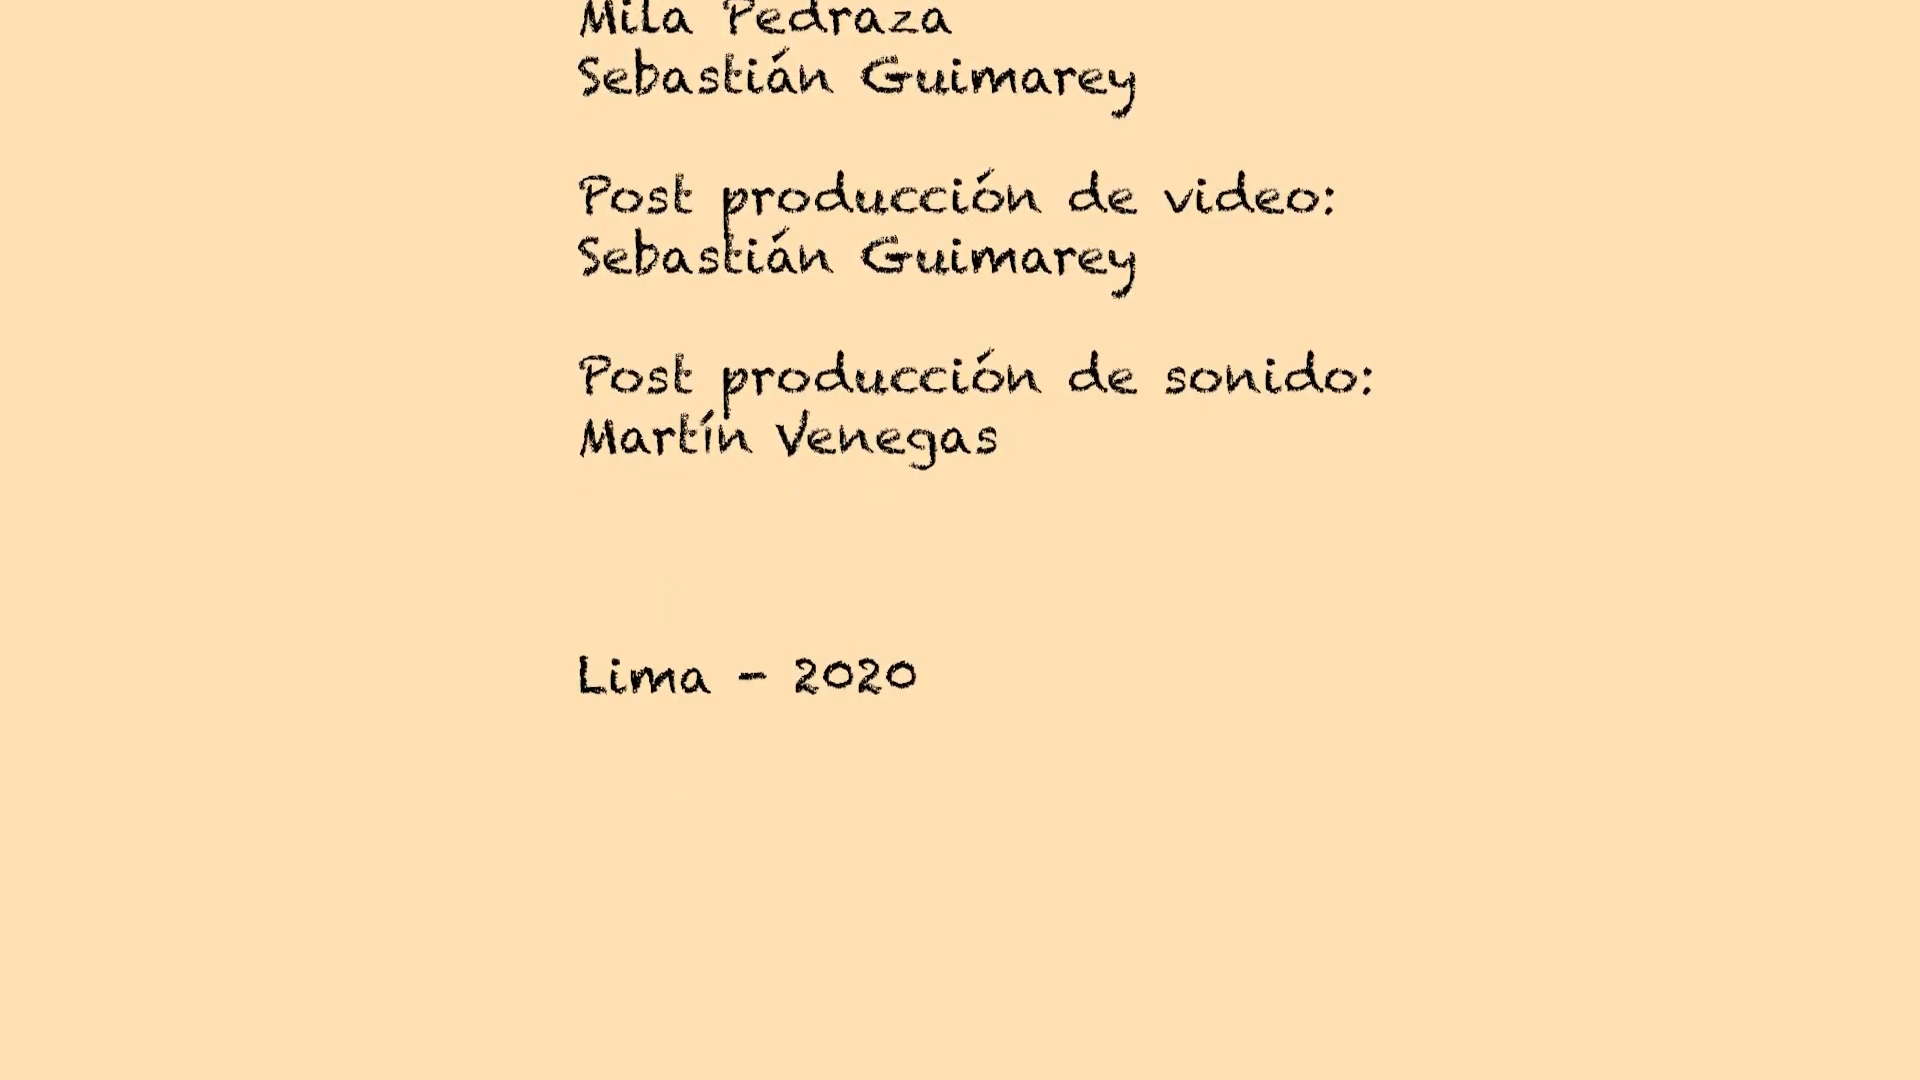 Mila Pedraza
Sebastián Guimarey
Post producción de video:
Sebastián Guimarey
Post producción de sonido:
Martín Venegas
Lima - 2020